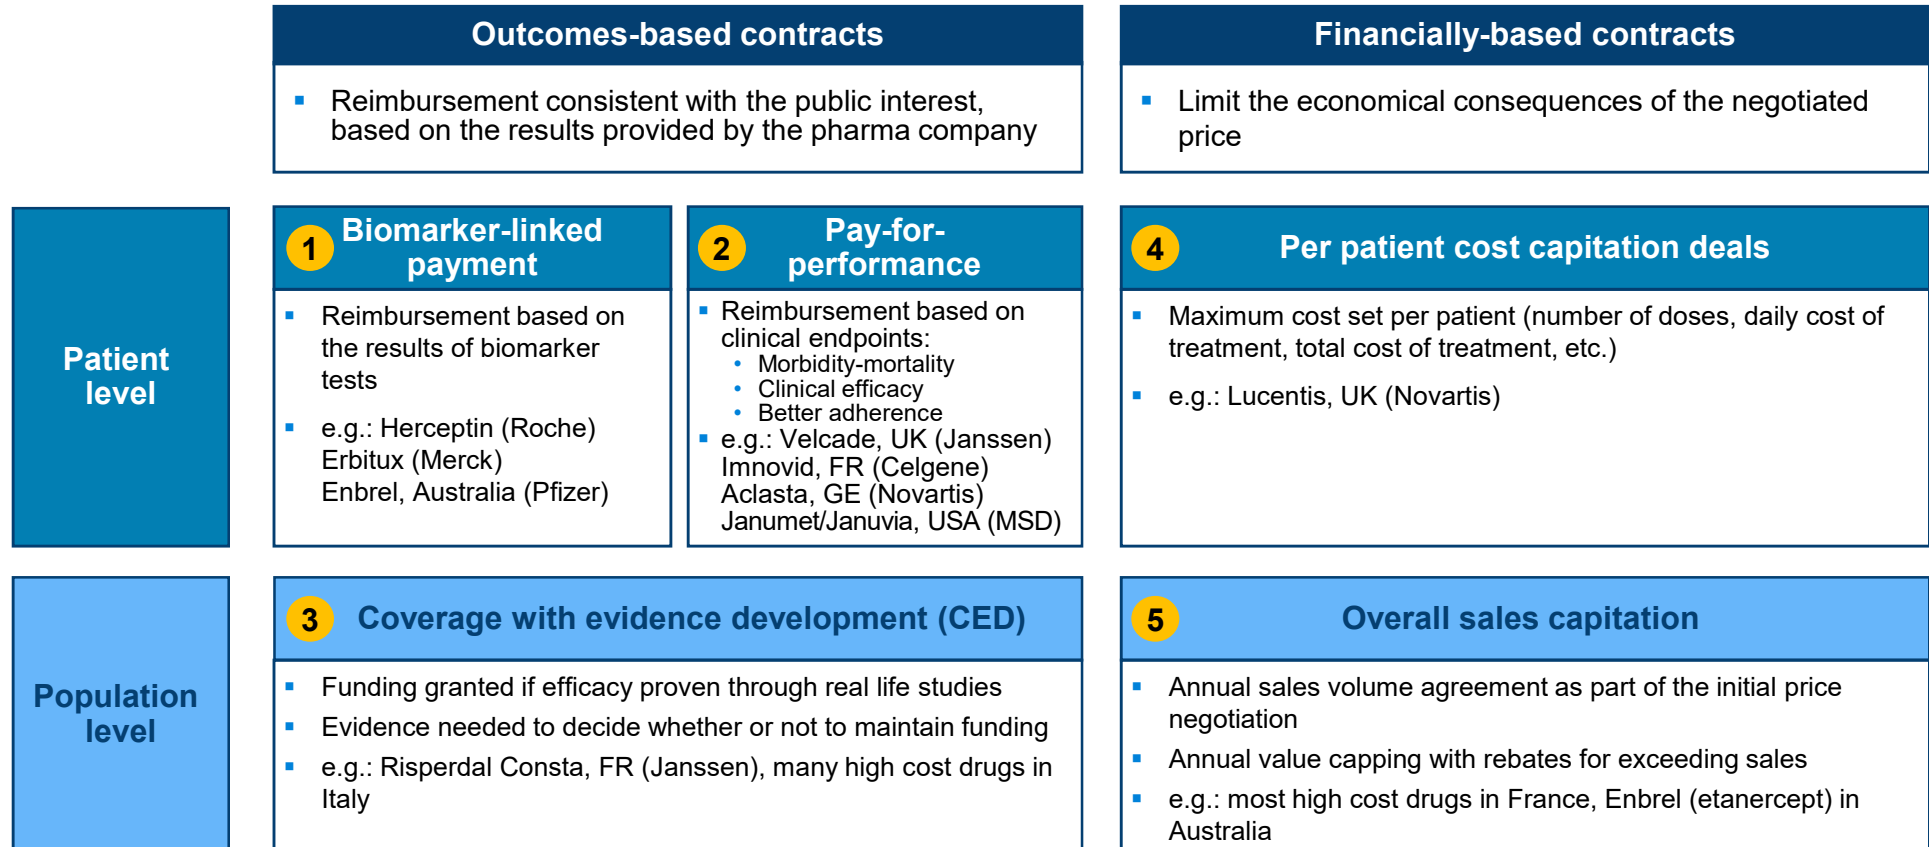 Outcomes-based contracts
▪ Reimbursement consistent with the public interest,
based on the results provided by the pharma company
Financially-based contracts
▪ Limit the economical consequences of the negotiated
price
Patient
level
1
Biomarker-linked
payment
▪ Reimbursement based on
the results of biomarker
tests
▪ e.g.: Herceptin (Roche)
Erbitux (Merck)
Enbrel, Australia (Pfizer)
2
Pay-for-
performance
▪ Reimbursement based on
clinical endpoints:
• Morbidity-mortality
• Clinical efficacy
• Better adherence
▪ e.g.: Velcade, UK (Janssen)
Imnovid, FR (Celgene)
Aclasta, GE (Novartis)
Janumet/Januvia, USA (MSD)
4
Per patient cost capitation deals
▪ Maximum cost set per patient (number of doses, daily cost of
treatment, total cost of treatment, etc.)
▪ e.g.: Lucentis, UK (Novartis)
Population
level
3
Coverage with evidence development (CED)
▪ Funding granted if efficacy proven through real life studies
▪ Evidence needed to decide whether or not to maintain funding
▪ e.g.: Risperdal Consta, FR (Janssen), many high cost drugs in
Italy
5
Overall sales capitation
▪ Annual sales volume agreement as part of the initial price
negotiation
▪ Annual value capping with rebates for exceeding sales
▪ e.g.: most high cost drugs in France, Enbrel (etanercept) in
Australia